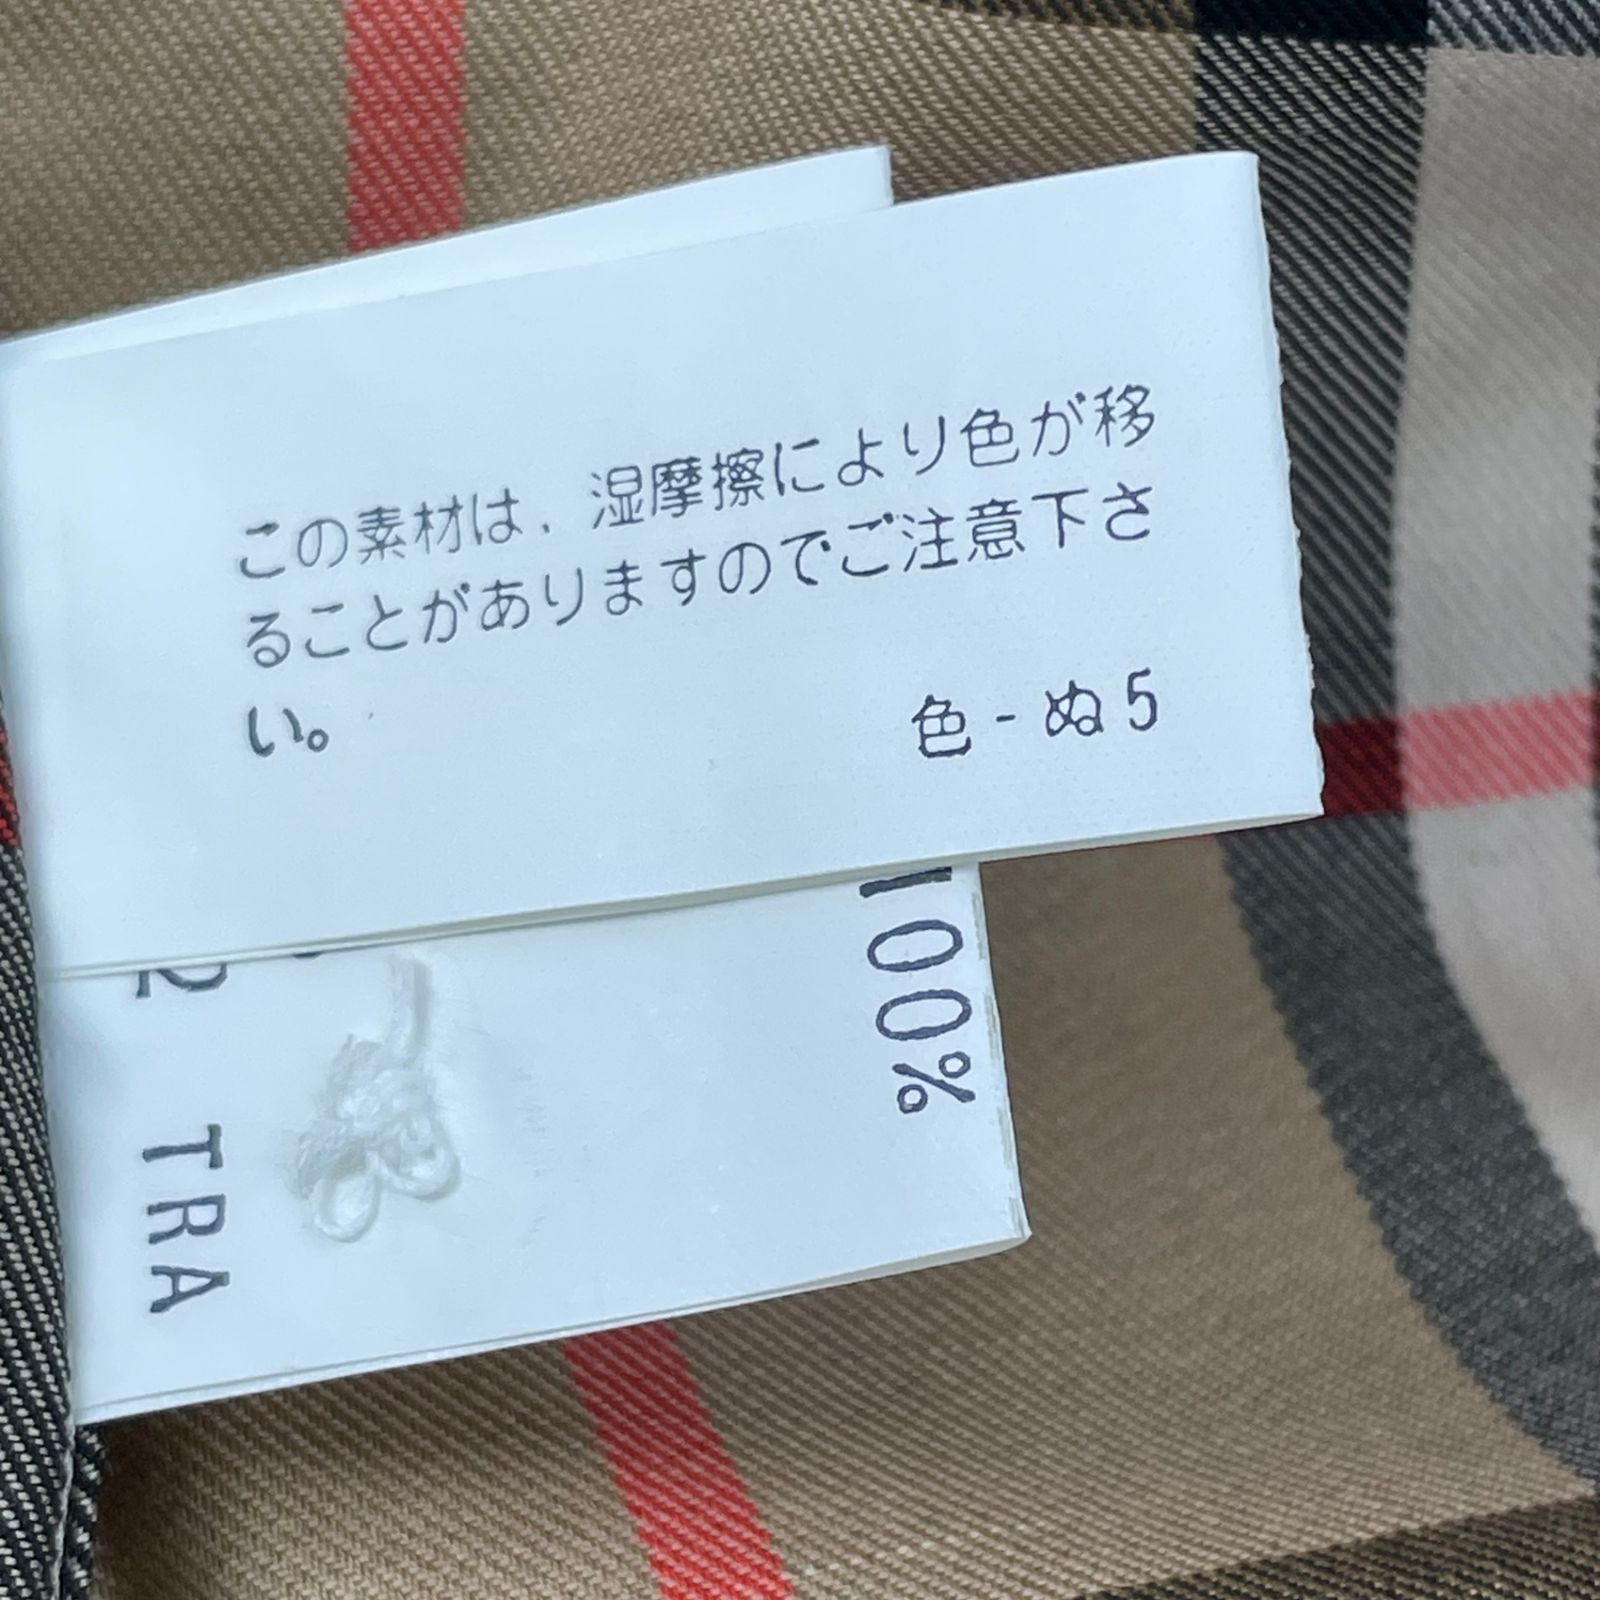 この素材は、湿摩擦により色が移
ることがありますのでご注意下さ
い。
色-ぬ5
100%
2 TRA